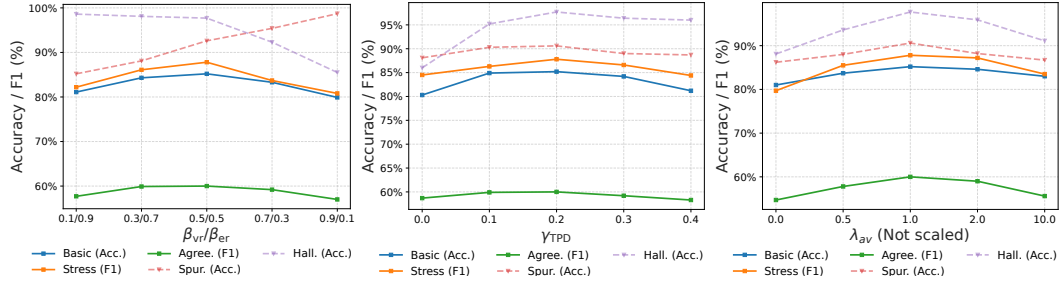 100%
90%
80%
70%
60%
Accuracy / F1 (%)
0.1/0.9 0.3/0.7 0.5/0.5 0.7/0.3 0.9/0.1
β_vr/β_er
Basic (Acc.) Agree. (F1) Hall. (Acc.)
Stress (F1) Spur. (Acc.)
95%
90%
85%
80%
75%
70%
65%
60%
Accuracy / F1 (%)
0.0 0.1 0.2 0.3 0.4
γ_TPD
Basic (Acc.) Agree. (F1) Hall. (Acc.)
Stress (F1) Spur. (Acc.)
90%
80%
70%
60%
50%
Accuracy / F1 (%)
0.0 0.5 1.0 2.0 10.0
λ_av (Not scaled)
Basic (Acc.) Agree. (F1) Hall. (Acc.)
Stress (F1) Spur. (Acc.)